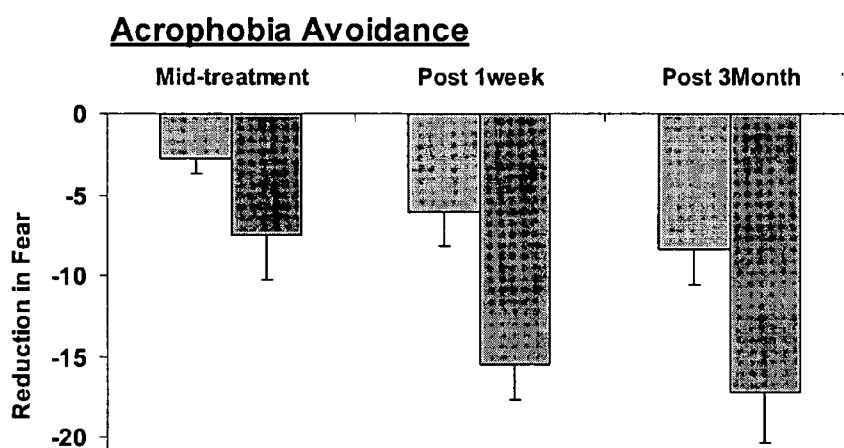 Acrophobia Avoidance
Mid-treatment Post 1week Post 3Month
0
-5
-10
-15
-20
Reduction in Fear